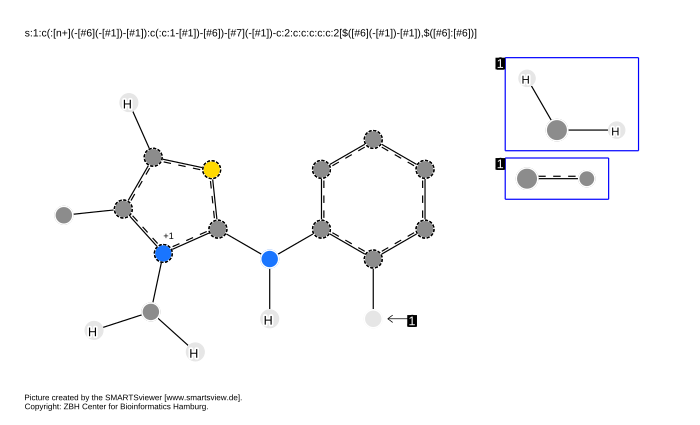 s:1:c(:[n+](-[#6](-[#1])-[#1]):c(:c:1-[#1])-[#6])-[#7](-[#1])-c:2:c:c:c:c:c:2[$([#6](-[#1])-[#1]),$([#6]:[#6])]
1
H
H
H
1
+1
H
H
H
1
Picture created by the SMARTSviewer [www.smartsview.de].
Copyright: ZBH Center for Bioinformatics Hamburg.